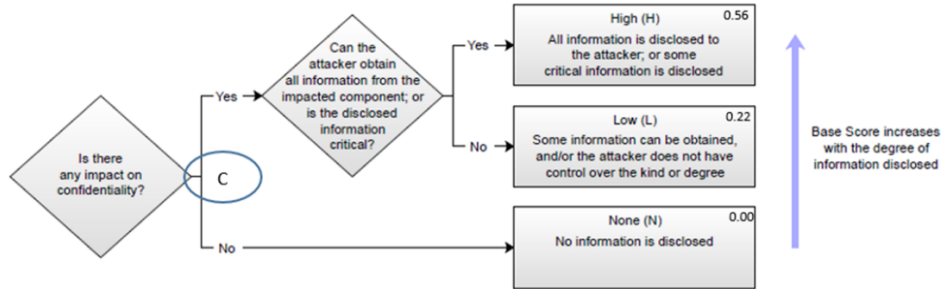 Is there
any impact on
confidentiality?
C
Yes
No
Can the
attacker obtain
all information from the
impacted component; or
is the disclosed
information
critical?
Yes
No
High (H) 0.56
All information is disclosed to
the attacker; or some
critical information is disclosed
Low (L) 0.22
Some information can be obtained,
and/or the attacker does not have
control over the kind or degree
None (N) 0.00
No information is disclosed
Base Score increases
with the degree of
information disclosed